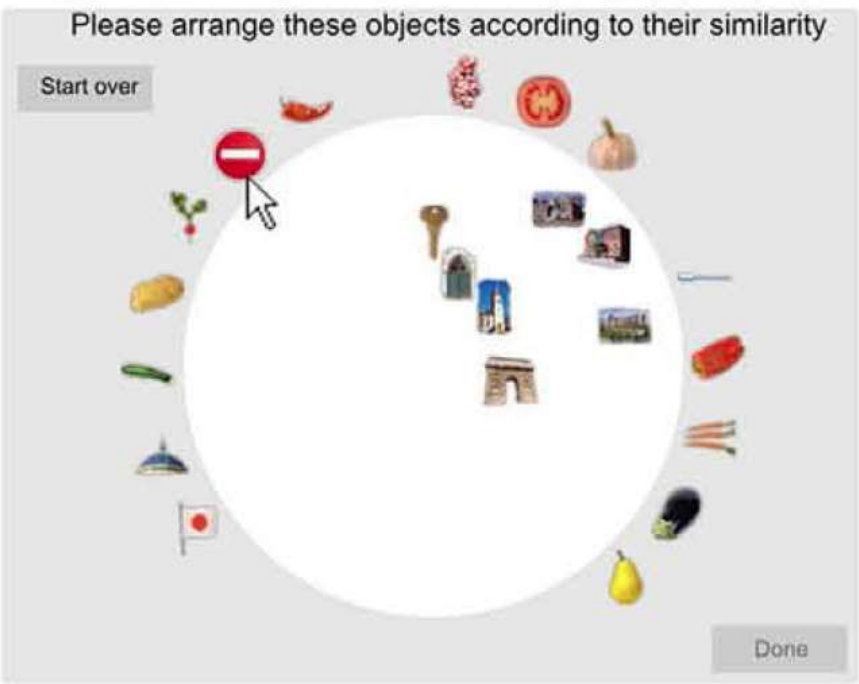 Please arrange these objects according to their similarity
Start over
Done